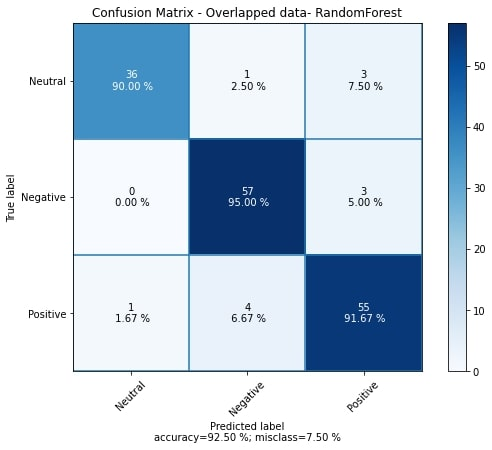 Confusion Matrix - Overlapped data- RandomForest
Neutral
36
90.00 %
1
2.50 %
3
7.50 %
Negative
0
0.00 %
57
95.00 %
3
5.00 %
Positive
1
1.67 %
4
6.67 %
55
91.67 %
True label
Neutral
Negative
Positive
Predicted label
accuracy=92.50 %; misclass=7.50 %
50
40
30
20
10
0